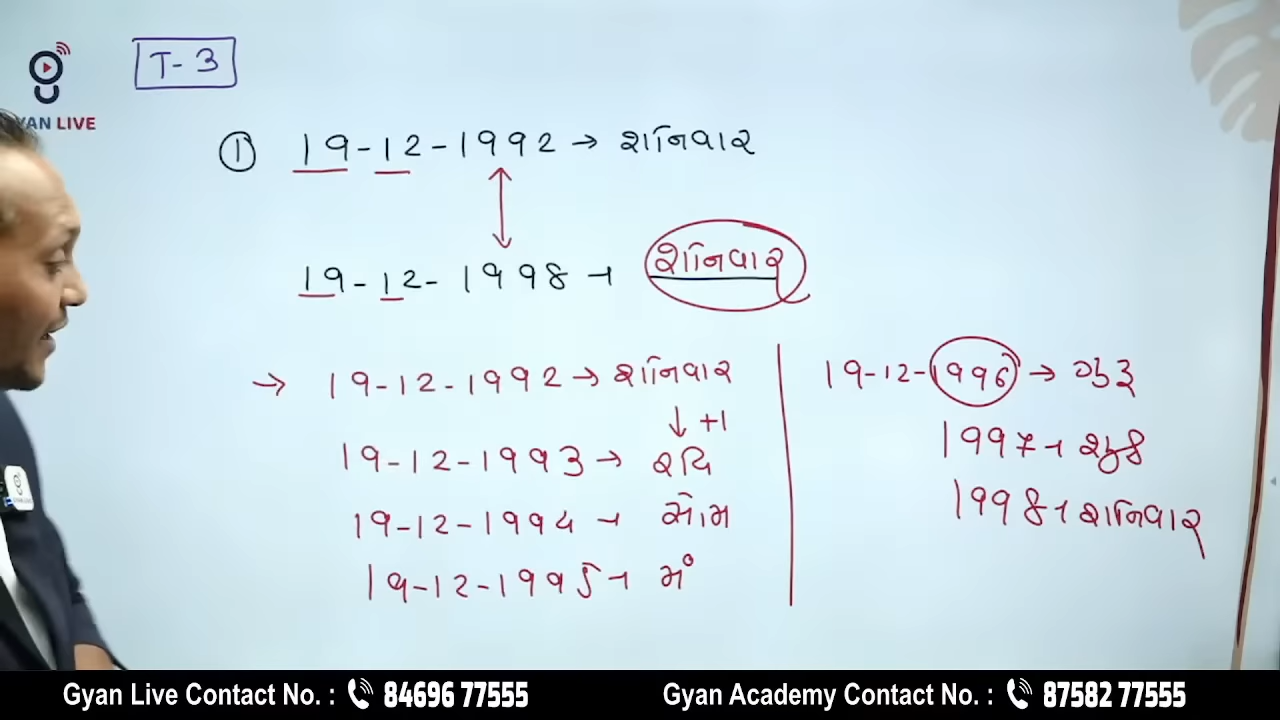 T-3
GYAN LIVE
① 19-12-1992 → શનિવાર
19-12-1998 → શનિવાર
→ 19-12-1992 → શનિવાર
↓ +1
19-12-1993 → રવિ
19-12-1994 → સોમ
19-12-1995 → મં
19-12-1996 → ગુરૂ
1997 → શુક્ર
1998 → શનિવાર
Gyan Live Contact No. : 84696 77555
Gyan Academy Contact No. : 87582 77555